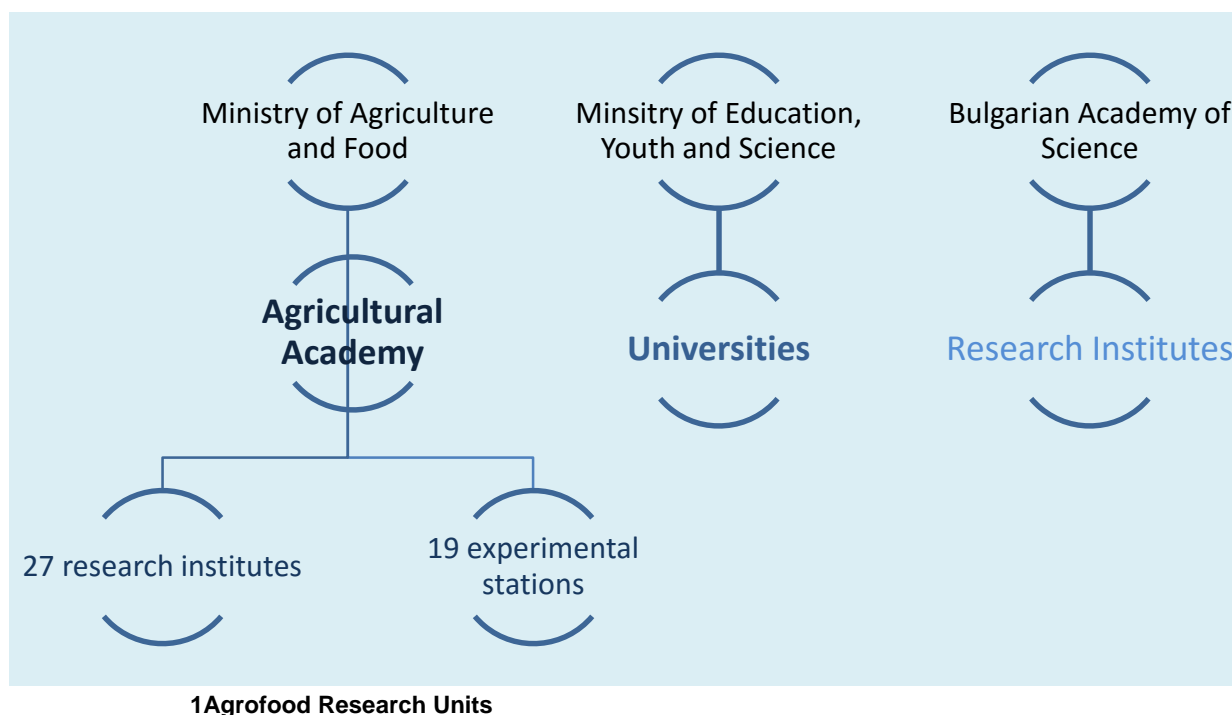 Ministry of Agriculture
and Food
Minsitry of Education,
Youth and Science
Bulgarian Academy of
Science
Agricultural
Academy
Universities
Research Institutes
27 research institutes
19 experimental
stations
1Agrofood Research Units